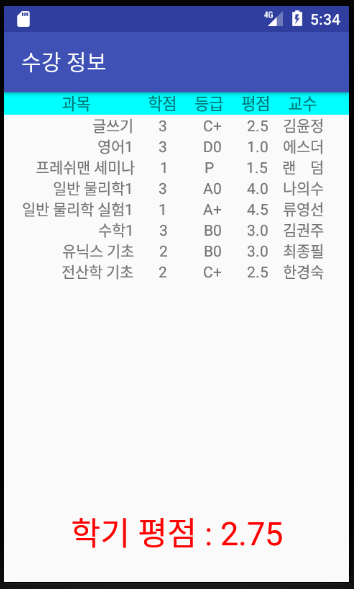 4G 5:34
수강 정보
과목 학점 등급 평점 교수
글쓰기 3 C+ 2.5 김윤정
영어1 3 D0 1.0 에스더
프레쉬맨 세미나 1 P 1.5 랜 덤
일반 물리학1 3 A0 4.0 나의수
일반 물리학 실험1 1 A+ 4.5 류영선
수학1 3 B0 3.0 김권주
유닉스 기초 2 B0 3.0 최종필
전산학 기초 2 C+ 2.5 한경숙
학기 평점 : 2.75